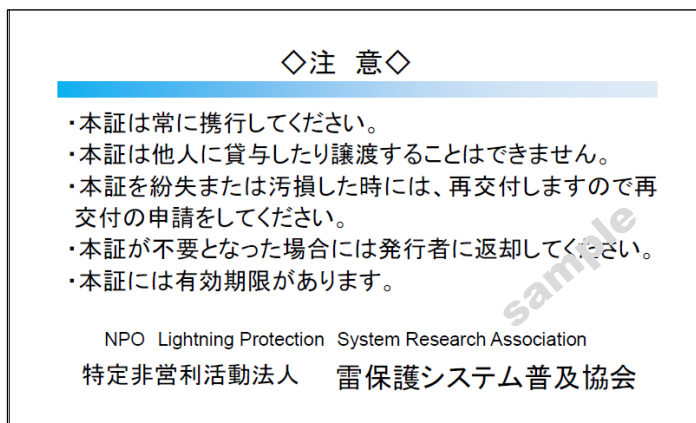 ◇注 意◇
・本証は常に携行してください。
・本証は他人に貸与したり譲渡することはできません。
・本証を紛失または汚損した時には、再交付しますので再
交付の申請をしてください。
・本証が不要となった場合には発行者に返却してください。
・本証には有効期限があります。
sample
NPO Lightning Protection System Research Association
特定非営利活動法人 雷保護システム普及協会